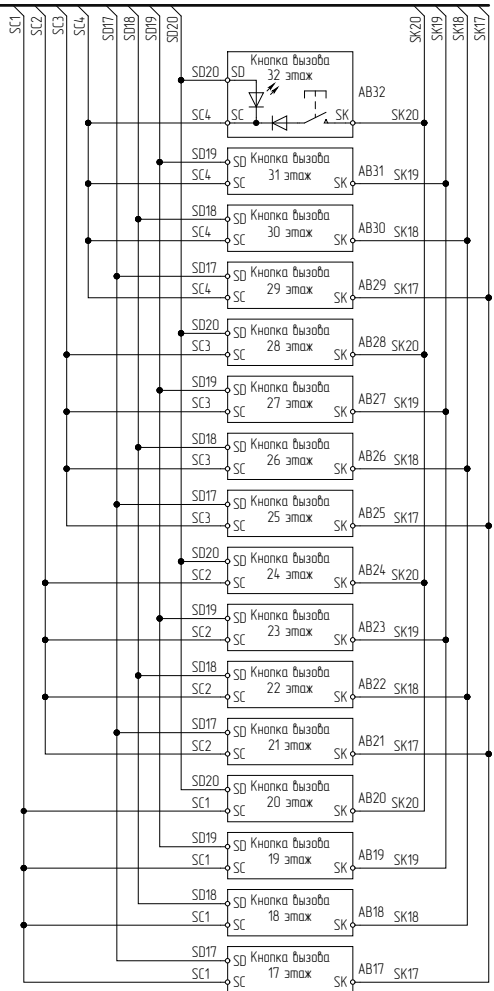 SC1 SC2 SC3 SC4 SD17 SD18 SD19 SD20 SK20 SK19 SK18 SK17
Кнопка вызова
32 этаж
SD20 SD
AB32
SC4 SC SK SK20
SD19 SD Кнопка вызова
SC4 SC 31 этаж SK AB31 SK19
SD18 SD Кнопка вызова
SC4 SC 30 этаж SK AB30 SK18
SD17 SD Кнопка вызова
SC4 SC 29 этаж SK AB29 SK17
SD20 SD Кнопка вызова
SC3 SC 28 этаж SK AB28 SK20
SD19 SD Кнопка вызова
SC3 SC 27 этаж SK AB27 SK19
SD18 SD Кнопка вызова
SC3 SC 26 этаж SK AB26 SK18
SD17 SD Кнопка вызова
SC3 SC 25 этаж SK AB25 SK17
SD20 SD Кнопка вызова
SC2 SC 24 этаж SK AB24 SK20
SD19 SD Кнопка вызова
SC2 SC 23 этаж SK AB23 SK19
SD18 SD Кнопка вызова
SC2 SC 22 этаж SK AB22 SK18
SD17 SD Кнопка вызова
SC2 SC 21 этаж SK AB21 SK17
SD20 SD Кнопка вызова
SC1 SC 20 этаж SK AB20 SK20
SD19 SD Кнопка вызова
SC1 SC 19 этаж SK AB19 SK19
SD18 SD Кнопка вызова
SC1 SC 18 этаж SK AB18 SK18
SD17 SD Кнопка вызова
SC1 SC 17 этаж SK AB17 SK17